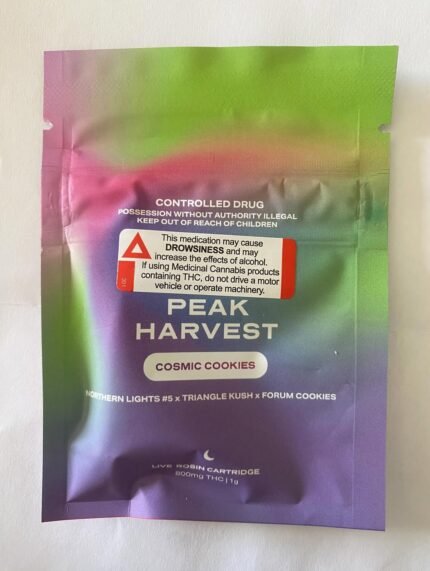 CONTROLLED DRUG
POSSESSION WITHOUT AUTHORITY ILLEGAL
KEEP OUT OF REACH OF CHILDREN
This medication may cause
DROWSINESS and may
increase the effects of alcohol.
If using Medicinal Cannabis products
containing THC, do not drive a motor
vehicle or operate machinery.
PEAK
HARVEST
COSMIC COOKIES
NORTHERN LIGHTS #5 x TRIANGLE KUSH x FORUM COOKIES
LIVE ROSIN CARTRIDGE
800mg THC | 1g